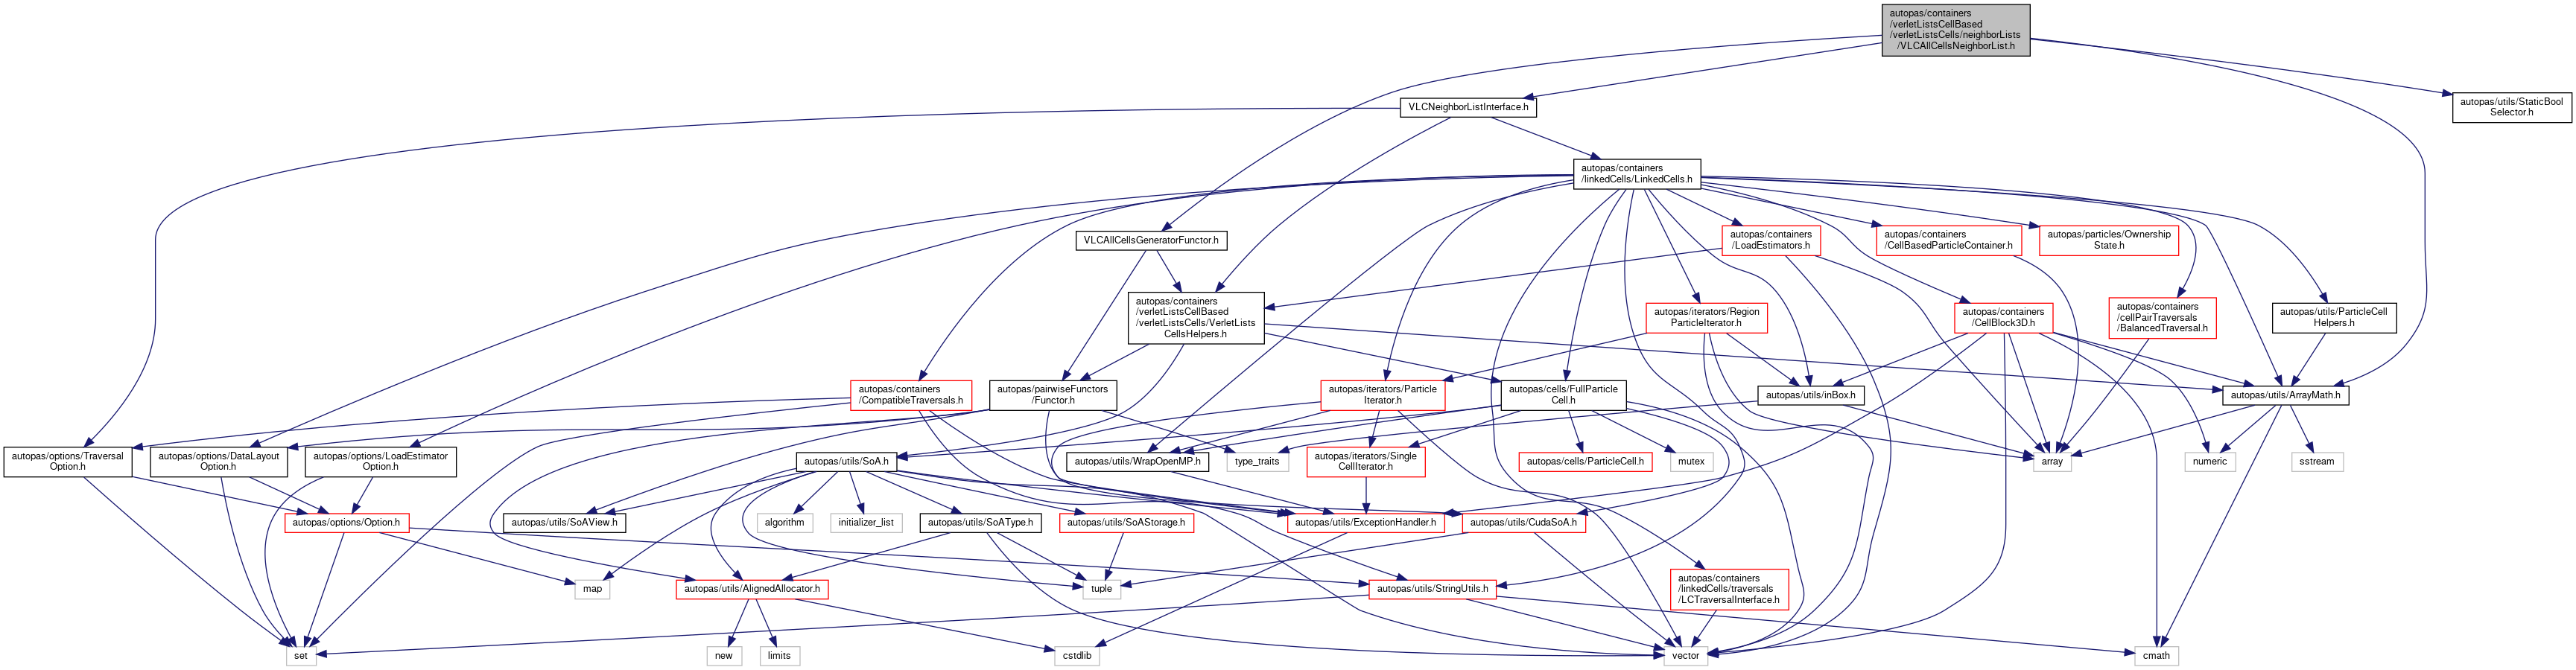 autopas/containers
/verletListsCellBased
/verletListsCells/neighborLists
/VLCAllCellsNeighborList.h
VLCNeighborListInterface.h
autopas/utils/StaticBool
Selector.h
autopas/containers
/linkedCells/LinkedCells.h
VLCAllCellsGeneratorFunctor.h
autopas/containers
/LoadEstimators.h
autopas/containers
/CellBasedParticleContainer.h
autopas/particles/Ownership
State.h
autopas/containers
/verletListsCellBased
/verletListsCells/VerletLists
CellsHelpers.h
autopas/iterators/Region
ParticleIterator.h
autopas/containers
/CellBlock3D.h
autopas/containers
/cellPairTraversals
/BalancedTraversal.h
autopas/utils/ParticleCell
Helpers.h
autopas/containers
/CompatibleTraversals.h
autopas/pairwiseFunctors
/Functor.h
autopas/iterators/Particle
Iterator.h
autopas/cells/FullParticle
Cell.h
autopas/utils/inBox.h
autopas/utils/ArrayMath.h
autopas/options/Traversal
Option.h
autopas/options/DataLayout
Option.h
autopas/options/LoadEstimator
Option.h
autopas/utils/SoA.h
autopas/utils/WrapOpenMP.h
type_traits
autopas/iterators/Single
CellIterator.h
autopas/cells/ParticleCell.h
mutex
array
numeric
sstream
autopas/options/Option.h
autopas/utils/SoAView.h
algorithm
initializer_list
autopas/utils/SoAType.h
autopas/utils/SoAStorage.h
autopas/utils/ExceptionHandler.h
autopas/utils/CudaSoA.h
map
autopas/utils/AlignedAllocator.h
tuple
autopas/utils/StringUtils.h
autopas/containers
/linkedCells/traversals
/LCTraversalInterface.h
set
new
limits
cstdlib
vector
cmath